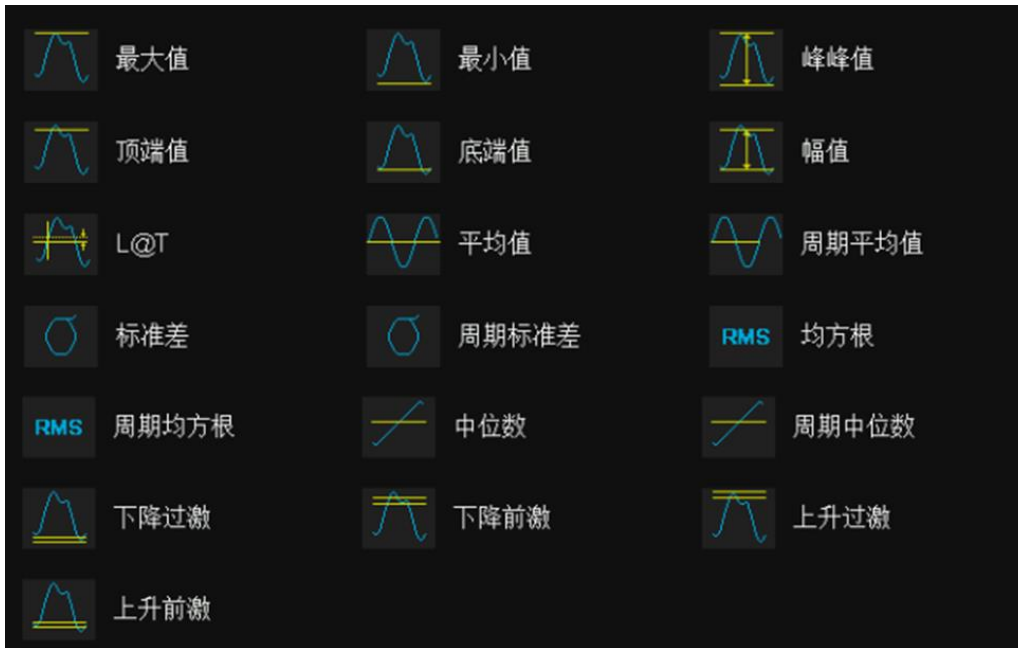 最大值 最小值 峰峰值
顶端值 底端值 幅值
L@T 平均值 周期平均值
标准差 周期标准差 RMS 均方根
RMS 周期均方根 中位数 周期中位数
下降过激 下降前激 上升过激
上升前激